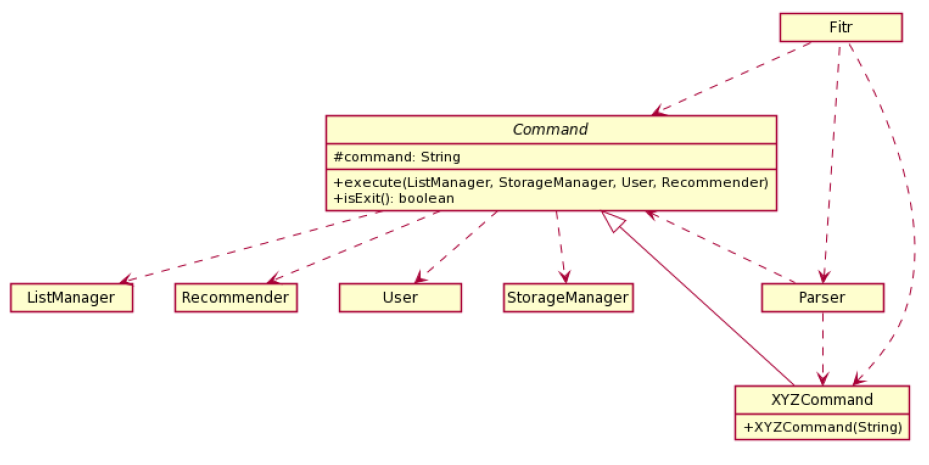 Fitr
Command
#command: String
+execute(ListManager, StorageManager, User, Recommender)
+isExit(): boolean
ListManager
Recommender
User
StorageManager
Parser
XYZCommand
+XYZCommand(String)